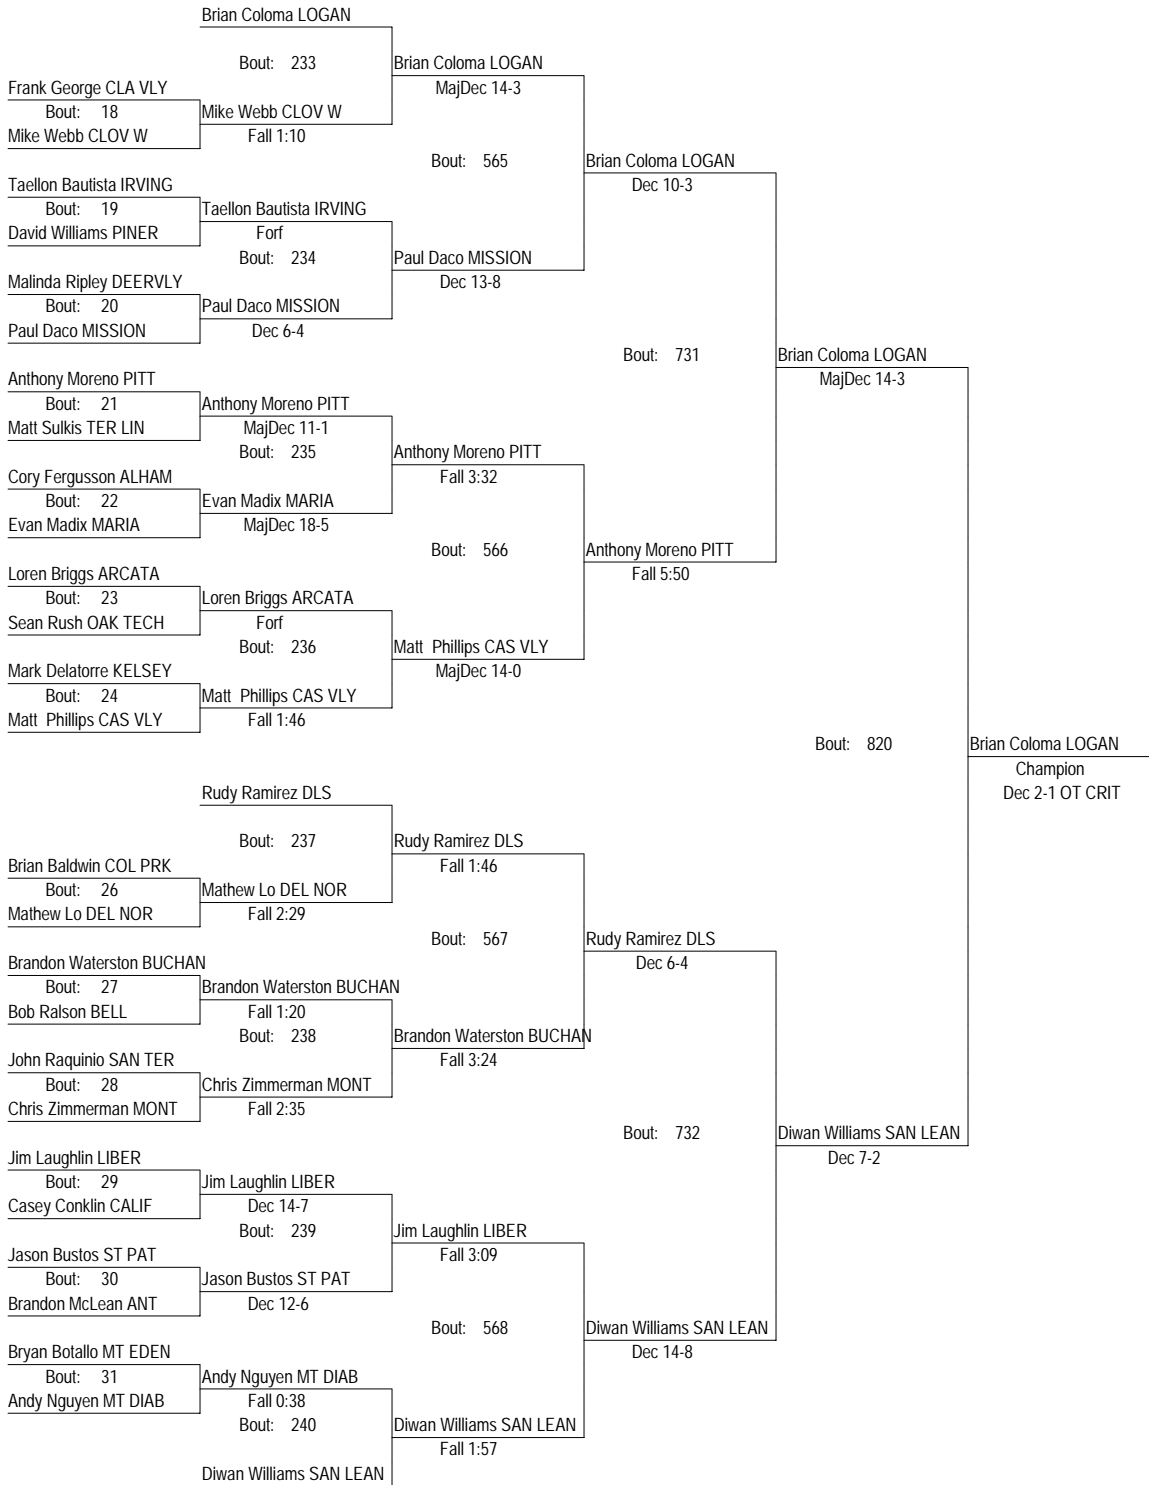 Brian Coloma LOGAN
Bout: 233 Brian Coloma LOGAN
Frank George CLA VLY MajDec 14-3
Bout: 18 Mike Webb CLOV W
Mike Webb CLOV W Fall 1:10
Bout: 565 Brian Coloma LOGAN
Taellon Bautista IRVING Dec 10-3
Bout: 19 Taellon Bautista IRVING
David Williams PINER Forf
Bout: 234 Paul Daco MISSION
Malinda Ripley DEERVLY Dec 13-8
Bout: 20 Paul Daco MISSION
Paul Daco MISSION Dec 6-4
Bout: 731 Brian Coloma LOGAN
Anthony Moreno PITT MajDec 14-3
Bout: 21 Anthony Moreno PITT
Matt Sulkis TER LIN MajDec 11-1
Bout: 235 Anthony Moreno PITT
Cory Fergusson ALHAM Fall 3:32
Bout: 22 Evan Madix MARIA
Evan Madix MARIA MajDec 18-5
Bout: 566 Anthony Moreno PITT
Loren Briggs ARCATA Fall 5:50
Bout: 23 Loren Briggs ARCATA
Sean Rush OAK TECH Forf
Bout: 236 Matt Phillips CAS VLY
Mark Delatorre KELSEY MajDec 14-0
Bout: 24 Matt Phillips CAS VLY
Matt Phillips CAS VLY Fall 1:46
Bout: 820 Brian Coloma LOGAN
Champion
Rudy Ramirez DLS Dec 2-1 OT CRIT
Bout: 237 Rudy Ramirez DLS
Brian Baldwin COL PRK Fall 1:46
Bout: 26 Mathew Lo DEL NOR
Mathew Lo DEL NOR Fall 2:29
Bout: 567 Rudy Ramirez DLS
Brandon Waterston BUCHAN Dec 6-4
Bout: 27 Brandon Waterston BUCHAN
Bob Ralson BELL Fall 1:20
Bout: 238 Brandon Waterston BUCHAN
John Raquinio SAN TER Fall 3:24
Bout: 28 Chris Zimmerman MONT
Chris Zimmerman MONT Fall 2:35
Bout: 732 Diwan Williams SAN LEAN
Jim Laughlin LIBER Dec 7-2
Bout: 29 Jim Laughlin LIBER
Casey Conklin CALIF Dec 14-7
Bout: 239 Jim Laughlin LIBER
Jason Bustos ST PAT Fall 3:09
Bout: 30 Jason Bustos ST PAT
Brandon McLean ANT Dec 12-6
Bout: 568 Diwan Williams SAN LEAN
Bryan Botallo MT EDEN Dec 14-8
Bout: 31 Andy Nguyen MT DIAB
Andy Nguyen MT DIAB Fall 0:38
Bout: 240 Diwan Williams SAN LEAN
Fall 1:57
Diwan Williams SAN LEAN